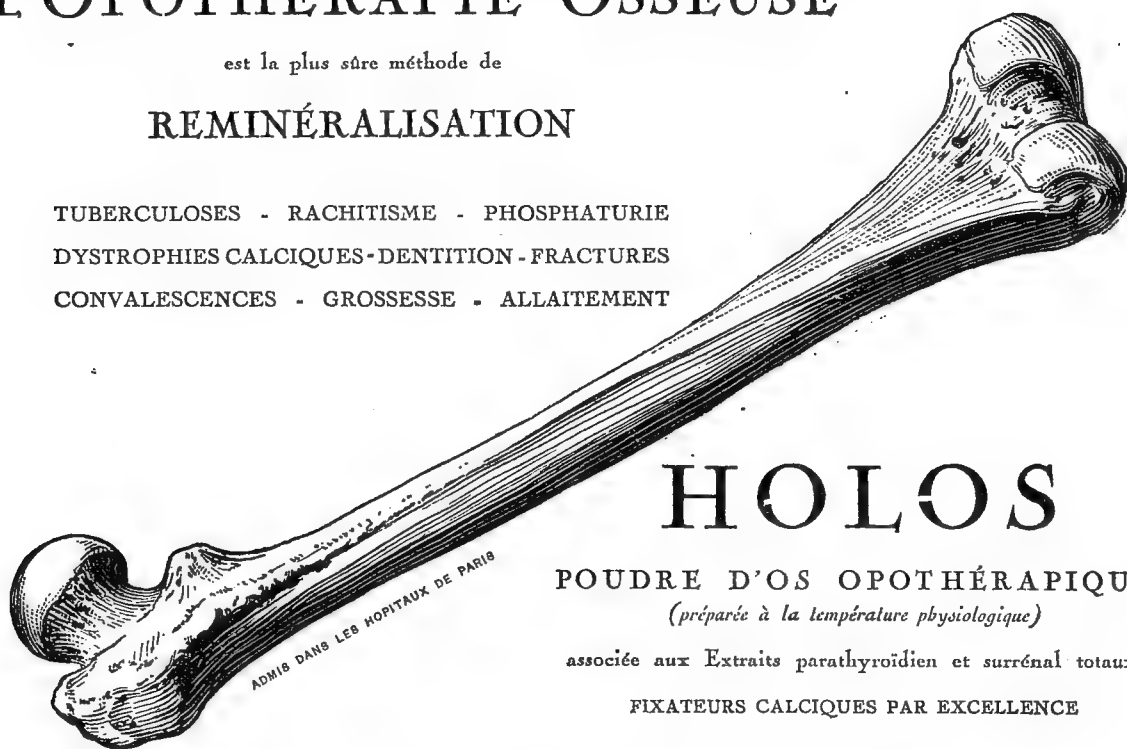 L'OPOTHÉRAPIE OSSEUSE
est la plus sûre méthode de
REMINÉRALISATION
TUBERCULOSES - RACHITISME - PHOSPHATURIE
DYSTROPHIES CALCIQUES-DENTITION-FRACTURES
CONVALESCENCES - GROSSESSE - ALLAITEMENT
ADMIS DANS LES HOPITAUX DE PARIS
HOLOS
POUDRE D'OS OPOTHÉRAPIQU
(préparée à la température physiologique)
associée aux Extraits parathyroïdien et surrénal totaux
FIXATEURS CALCIQUES PAR EXCELLENCE